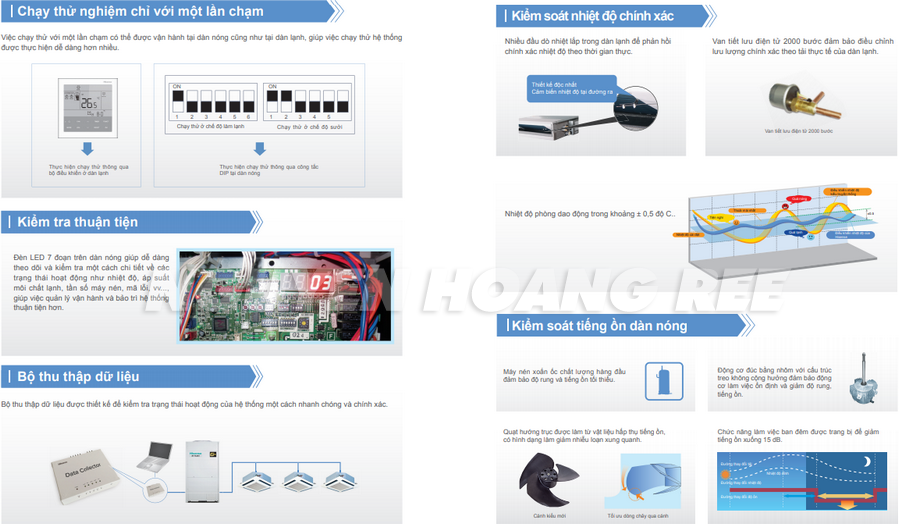 Chạy thử nghiệm chỉ với một lần chạm
Việc chạy thử với một lần chạm có thể được vận hành tại dàn nóng cũng như tại dàn lạnh, giúp việc chạy thử hệ thống
được thực hiện dễ dàng hơn nhiều.
26.5
ON
1 2 3 4 5 6
Chạy thử ở chế độ làm lạnh
ON
1 2 3 4 5
Chạy thử ở chế độ sưởi
Thực hiện chạy thử thông qua
bộ điều khiển ở dàn lạnh
Thực hiện chạy thử thông qua công tắc
DIP tại dàn nóng
Kiểm tra thuận tiện
Đèn LED 7 đoạn trên dàn nóng giúp dễ dàng
theo dõi và kiểm tra một cách chi tiết về các
trạng thái hoạt động như nhiệt độ, áp suất
môi chất lạnh, tần số máy nén, mã lỗi, vv...,
giúp việc quản lý vận hành và bảo trì hệ thống
thuận tiện hơn.
03
Bộ thu thập dữ liệu
Bộ thu thập dữ liệu được thiết kế để kiểm tra trạng thái hoạt động của hệ thống một cách nhanh chóng và chính xác.
Data Collector
Kiểm soát nhiệt độ chính xác
Nhiều đầu dò nhiệt lắp trong dàn lạnh để phản hồi
chính xác nhiệt độ theo thời gian thực.
Thiết kế độc nhất
Cảm biến nhiệt độ tại đường ra
Van tiết lưu điện tử 2000 bước đảm bảo điều chỉnh
lưu lượng chính xác theo tải thực tế của dàn lạnh.
Van tiết lưu điện tử 2000 bước
Nhiệt độ phòng dao động trong khoảng ± 0,5 độ C..
Quá nóng
Quá lạnh
HOANG REE
Kiểm soát tiếng ồn dàn nóng
Máy nén xoắn ốc chất lượng hàng đầu
đảm bảo độ rung và tiếng ồn tối thiểu.
Động cơ đúc bằng nhôm với cấu trúc
treo không cộng hưởng đảm bảo động
cơ làm việc ổn định và giảm độ rung,
tiếng ồn.
Quạt hướng trục được làm từ vật liệu hấp thụ tiếng ồn,
có hình dạng làm giảm nhiễu loạn xung quanh.
Cánh kiểu mới
Tối ưu dòng chảy qua cánh
Chức năng làm việc ban đêm được trang bị để giảm
tiếng ồn xuống 15 dB.